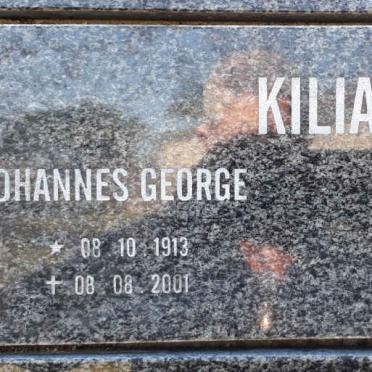 KILIA
OHANNES GEORGE
★ 08 10 1913
✝ 08 08 . 2001